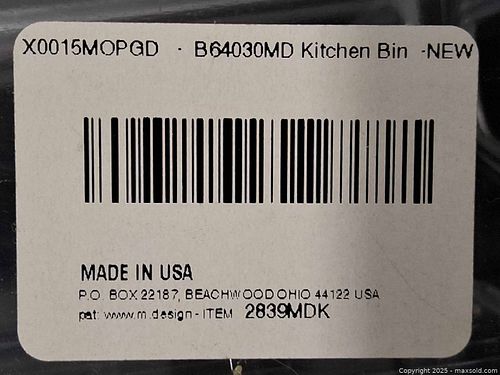 X0015MOPGD · B64030MD Kitchen Bin -NEW
MADE IN USA
P.O. BOX 22187, BEACHWOOD OHIO 44122 USA
pat: www.m.design - ITEM 2839MDK
Copyright 2025 - maxsold.com